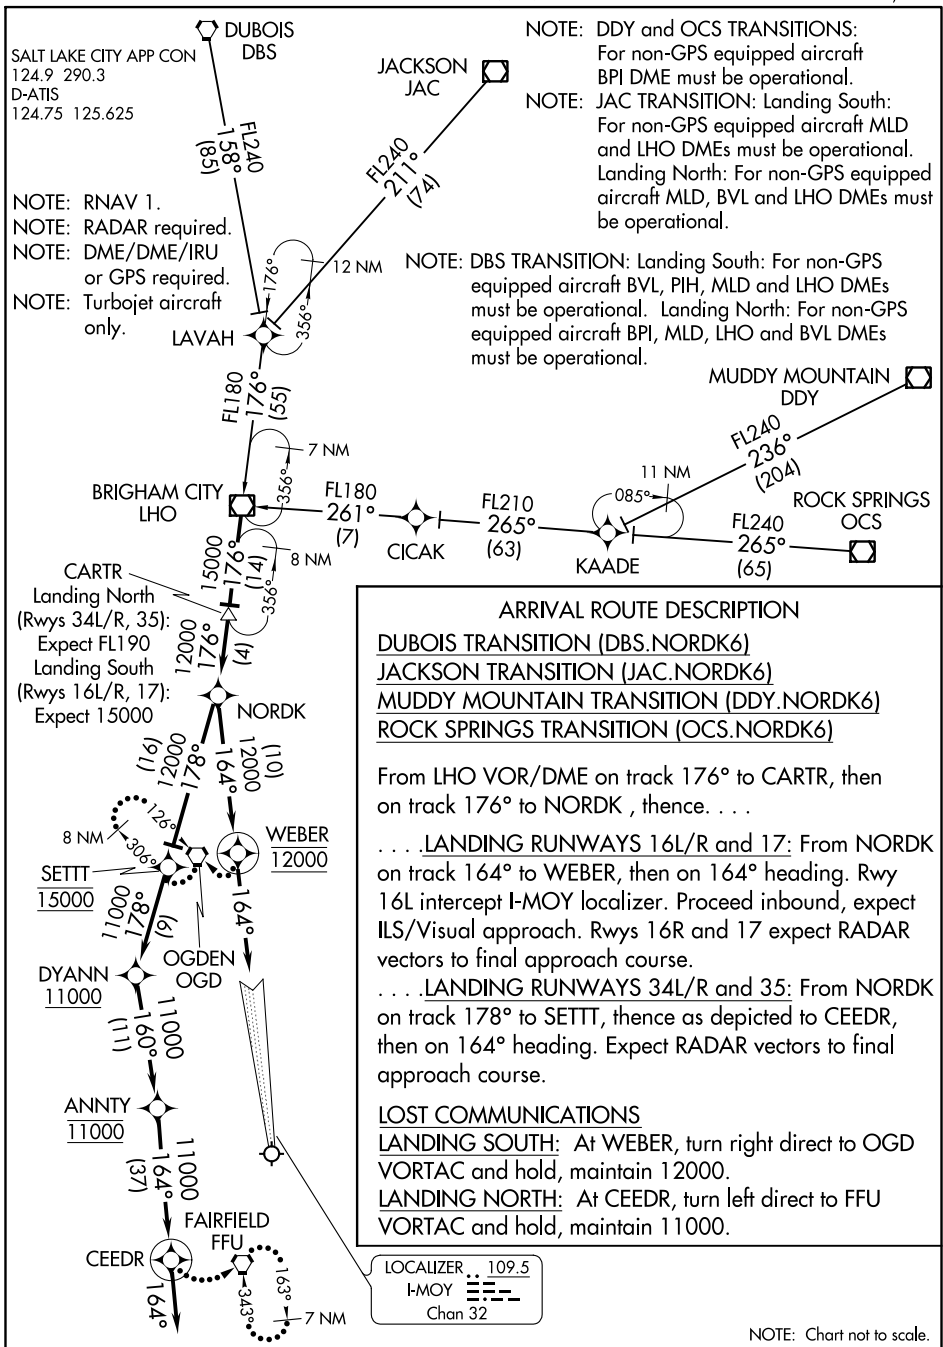 DUBOIS
DBS
SALT LAKE CITY APP CON
124.9 290.3
D-ATIS
124.75 125.625
JACKSON
JAC
NOTE: DDY and OCS TRANSITIONS:
For non-GPS equipped aircraft
BPI DME must be operational.
NOTE: JAC TRANSITION: Landing South:
For non-GPS equipped aircraft MLD
and LHO DMEs must be operational.
Landing North: For non-GPS equipped
aircraft MLD, BVL and LHO DMEs must
be operational.
FL240
158°
(85)
FL240
211°
(74)
NOTE: RNAV 1.
NOTE: RADAR required.
NOTE: DME/DME/IRU
or GPS required.
NOTE: Turbojet aircraft
only.
176°
356°
12 NM
NOTE: DBS TRANSITION: Landing South: For non-GPS
equipped aircraft BVL, PIH, MLD and LHO DMEs
must be operational. Landing North: For non-GPS
equipped aircraft BPI, MLD, LHO and BVL DMEs
must be operational.
LAVAH
FL180
176°
(55)
MUDDY MOUNTAIN
DDY
FL240
236°
(204)
7 NM
356°
BRIGHAM CITY
LHO
FL180
261°
(7)
CICAK
FL210
265°
(63)
11 NM
085°
KAADE
FL240
265°
(65)
ROCK SPRINGS
OCS
15000
176°
(14)
8 NM
356°
CARTR
Landing North
(Rwys 34L/R, 35):
Expect FL190
Landing South
(Rwys 16L/R, 17):
Expect 15000
12000
176°
(4)
NORDK
(16)
12000
178°
(10)
12000
164°
126°
306°
8 NM
SETTT
15000
WEBER
12000
164°
OGDEN
OGD
11000
178°
(9)
DYANN
11000
11000
160°
(11)
ANNTY
11000
11000
164°
(37)
CEEDR
164°
FAIRFIELD
FFU
163°
343°
7 NM
LOCALIZER 109.5
I-MOY
Chan 32
ARRIVAL ROUTE DESCRIPTION
DUBOIS TRANSITION (DBS.NORDK6)
JACKSON TRANSITION (JAC.NORDK6)
MUDDY MOUNTAIN TRANSITION (DDY.NORDK6)
ROCK SPRINGS TRANSITION (OCS.NORDK6)
From LHO VOR/DME on track 176° to CARTR, then
on track 176° to NORDK , thence. . . .
. . . .LANDING RUNWAYS 16L/R and 17: From NORDK
on track 164° to WEBER, then on 164° heading. Rwy
16L intercept I-MOY localizer. Proceed inbound, expect
ILS/Visual approach. Rwys 16R and 17 expect RADAR
vectors to final approach course.
. . . .LANDING RUNWAYS 34L/R and 35: From NORDK
on track 178° to SETTT, thence as depicted to CEEDR,
then on 164° heading. Expect RADAR vectors to final
approach course.
LOST COMMUNICATIONS
LANDING SOUTH: At WEBER, turn right direct to OGD
VORTAC and hold, maintain 12000.
LANDING NORTH: At CEEDR, turn left direct to FFU
VORTAC and hold, maintain 11000.
NOTE: Chart not to scale.